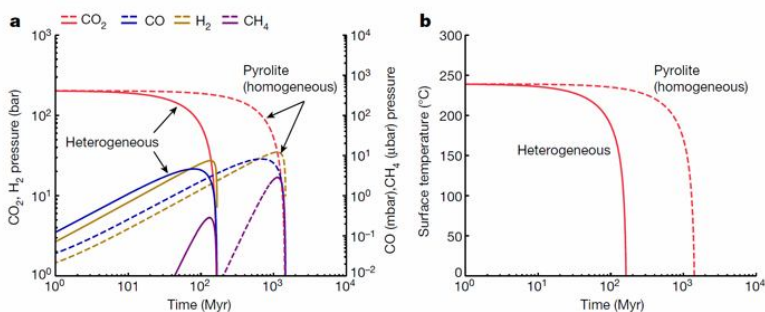 a
CO2 CO H2 CH4
10^3
10^2
10^1
10^0
CO2, H2 pressure (bar)
Pyrolite
(homogeneous)
Heterogeneous
10^4
10^3
10^2
10^1
10^0
10^-1
10^-2
CO (mbar),CH4 (ubar) pressure
10^0 10^1 10^2 10^3 10^4
Time (Myr)
b
300
250
200
150
100
50
0
Surface temperature (°C)
Pyrolite
(homogeneous)
Heterogeneous
10^0 10^1 10^2 10^3 10^4
Time (Myr)